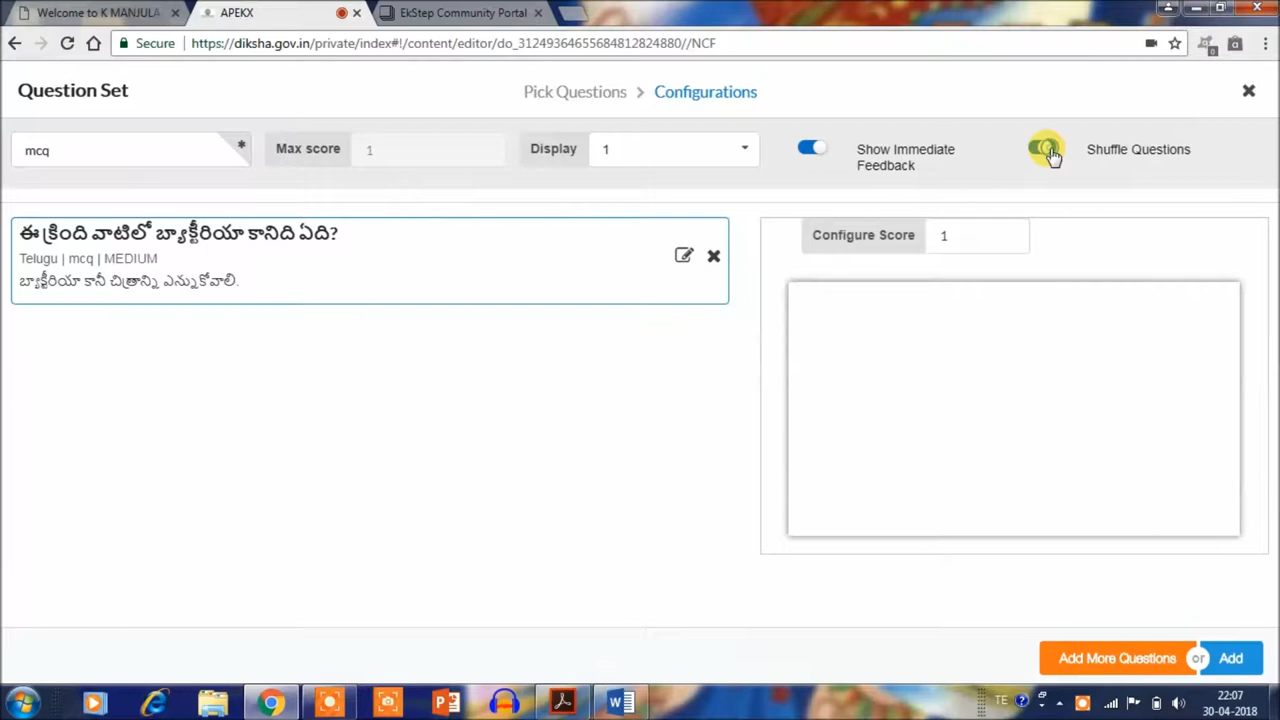 Welcome to K MANJULA
APEKX
EkStep Community Portal
Secure
https://diksha.gov.in/private/index#!/content/editor/do_31249364655684812824880//NCF
Question Set
Pick Questions > Configurations
mcq
*
Max score
1
Display
1
Show Immediate
Feedback
Shuffle Questions
ఈ క్రింది వాటిలో బ్యాక్టీరియా కానిది ఏది?
Telugu | mcq | MEDIUM
బ్యాక్టీరియా కానీ చిత్రాన్ని ఎన్నుకోవాలి.
Configure Score
1
Add More Questions
or
Add
TE
22:07
30-04-2018